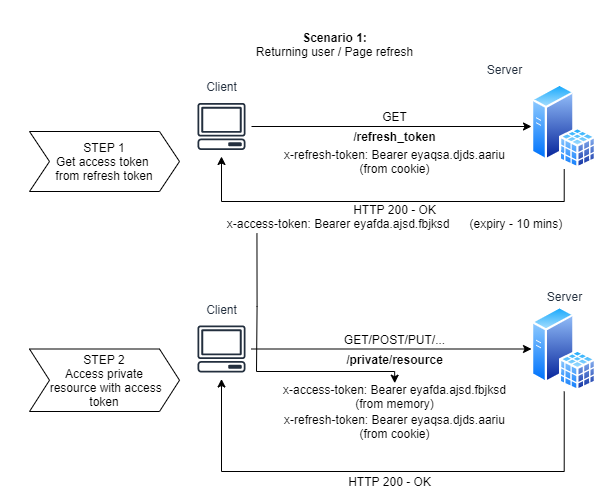 Scenario 1:
Returning user / Page refresh
Client
Server
STEP 1
Get access token
from refresh token
GET
/refresh_token
x-refresh-token: Bearer eyaqsa.djds.aariu
(from cookie)
HTTP 200 - OK
x-access-token: Bearer eyafda.ajsd.fbjksd (expiry - 10 mins)
Client
Server
STEP 2
Access private
resource with access
token
GET/POST/PUT/...
/private/resource
x-access-token: Bearer eyafda.ajsd.fbjksd
(from memory)
x-refresh-token: Bearer eyaqsa.djds.aariu
(from cookie)
HTTP 200 - OK